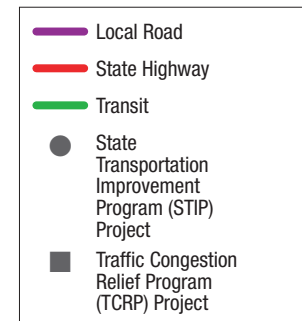 Local Road
State Highway
Transit
State
Transportation
Improvement
Program (STIP)
Project
Traffic Congestion
Relief Program
(TCRP) Project